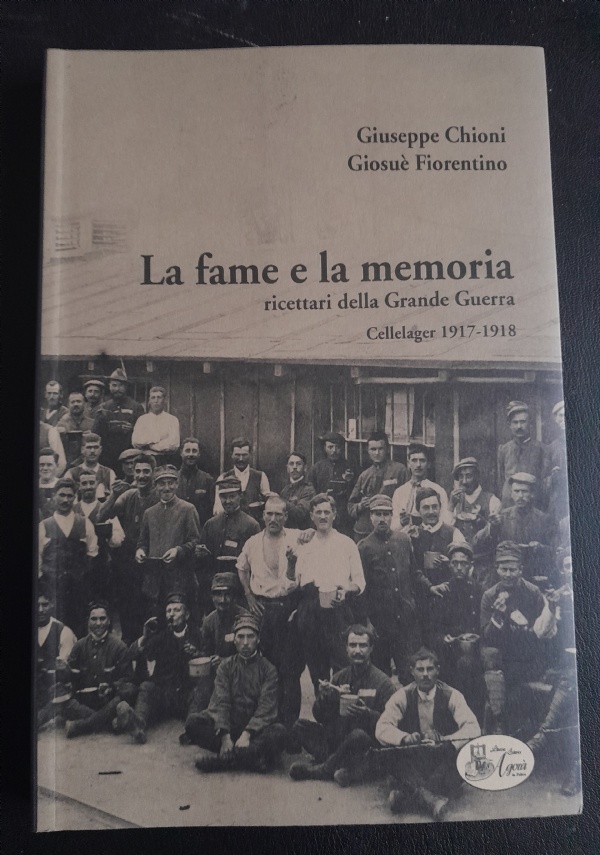 Giuseppe Chioni
Giosuè Fiorentino
La fame e la memoria
ricettari della Grande Guerra
Cellelager 1917-1918
Agorà